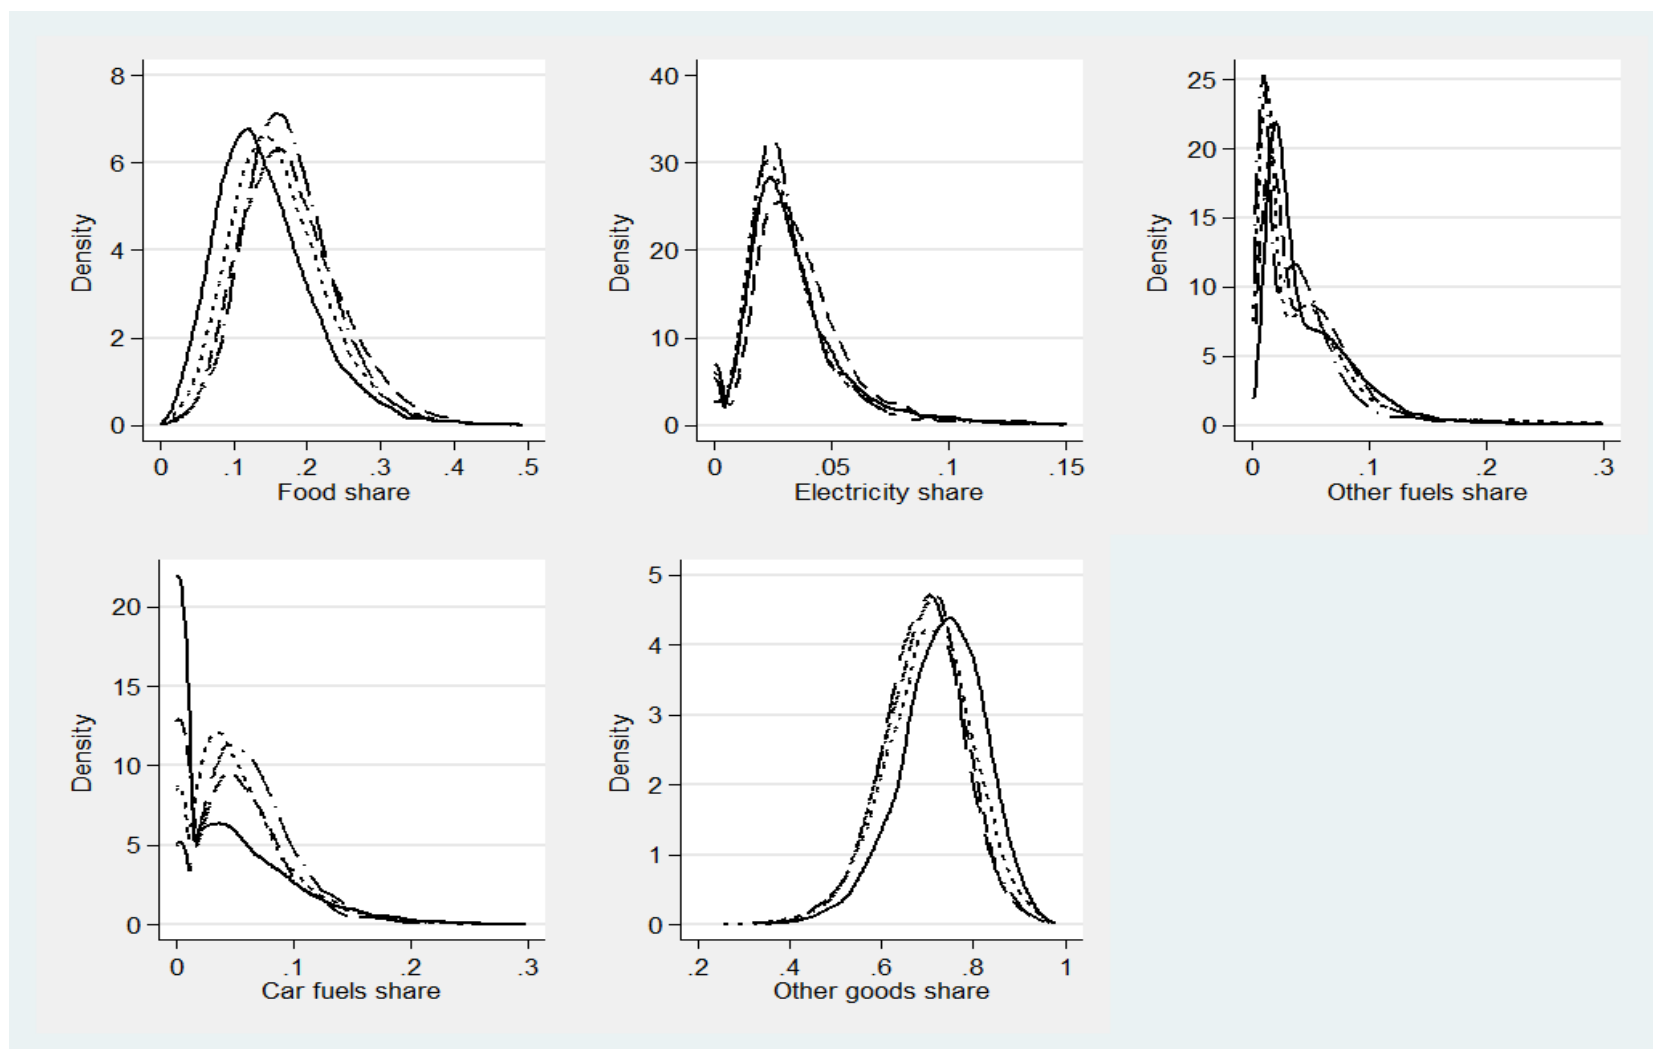 Density
8
6
4
2
0
0 .1 .2 .3 .4 .5
Food share
Density
40
30
20
10
0
0 .05 .1 .15
Electricity share
Density
25
20
15
10
5
0
0 .1 .2 .3
Other fuels share
Density
20
15
10
5
0
0 .1 .2 .3
Car fuels share
Density
5
4
3
2
1
0
.2 .4 .6 .8 1
Other goods share